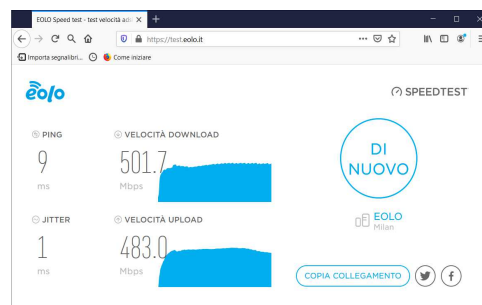 EOLO Speed test - test velocità ads
https://test.eolo.it
Importa segnalibri...
Come iniziare
eolo
SPEEDTEST
PING
9
ms
VELOCITÀ DOWNLOAD
501.7
Mbps
DI
NUOVO
JITTER
1
ms
VELOCITÀ UPLOAD
483.0
Mbps
EOLO
Milan
COPIA COLLEGAMENTO